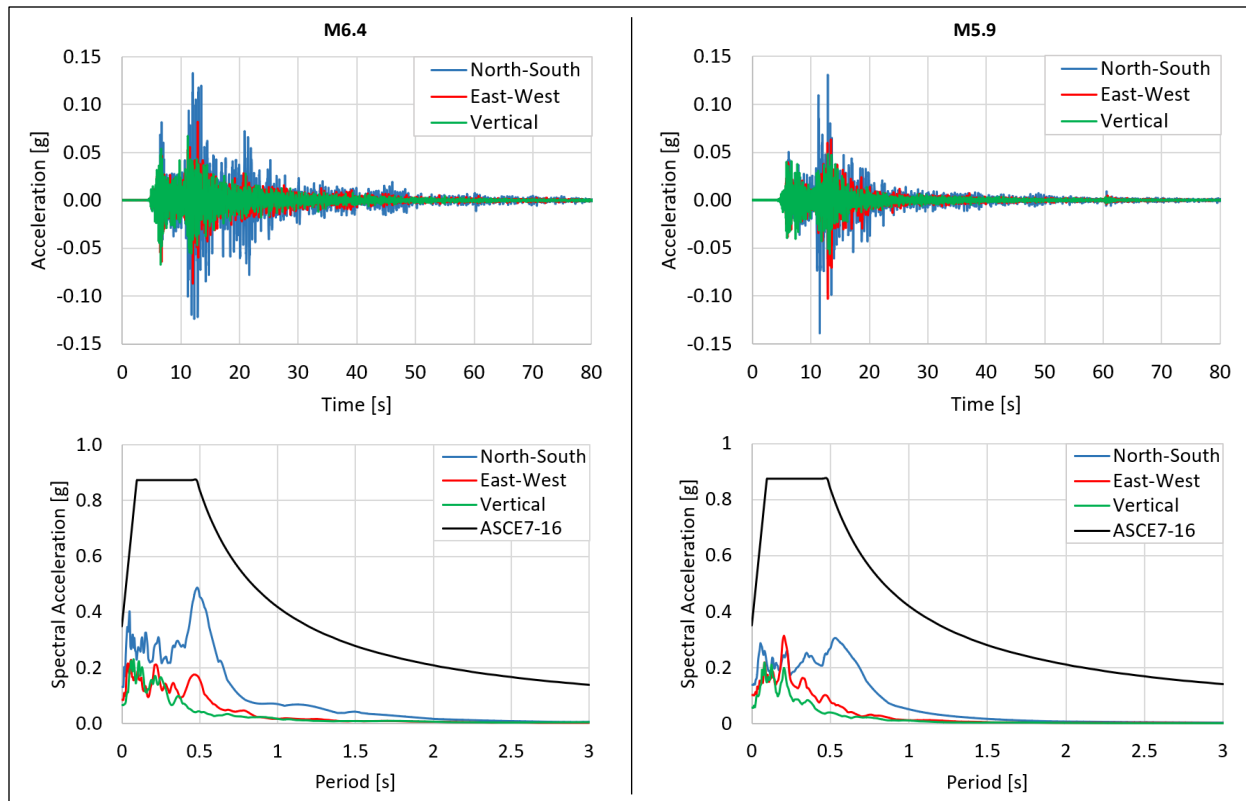 M6.4
0.15
0.10
0.05
0.00
-0.05
-0.10
-0.15
Acceleration [g]
North-South
East-West
Vertical
0 10 20 30 40 50 60 70 80
Time [s]
1.0
0.8
0.6
0.4
0.2
0.0
Spectral Acceleration [g]
North-South
East-West
Vertical
ASCE7-16
0 0.5 1 1.5 2 2.5 3
Period [s]
M5.9
0.15
0.10
0.05
0.00
-0.05
-0.10
-0.15
Acceleration [g]
North-South
East-West
Vertical
0 10 20 30 40 50 60 70 80
Time [s]
1
0.8
0.6
0.4
0.2
0
Spectral Acceleration [g]
North-South
East-West
Vertical
ASCE7-16
0 0.5 1 1.5 2 2.5 3
Period [s]